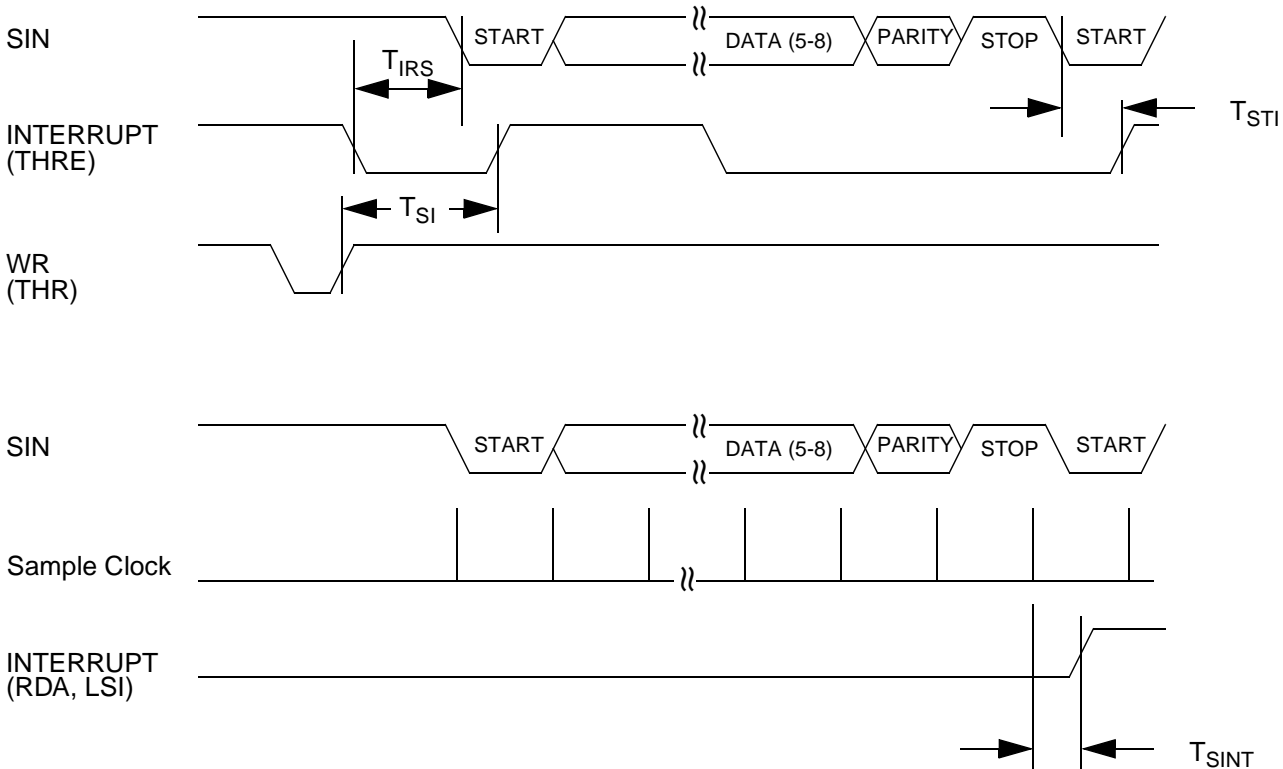 SIN
START
DATA (5-8)
PARITY
STOP
START
TIRS
TSTI
INTERRUPT
(THRE)
TSI
WR
(THR)
SIN
START
DATA (5-8)
PARITY
STOP
START
Sample Clock
INTERRUPT
(RDA, LSI)
TSINT